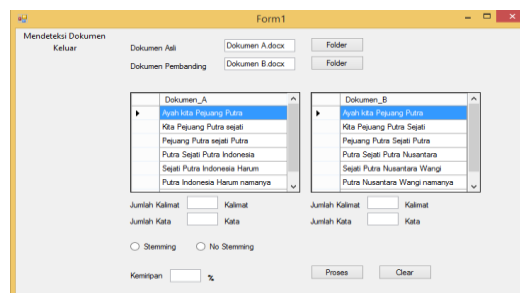 Form1
Mendeteksi Dokumen
Keluar
Dokumen Asli Dokumen A.docx Folder
Dokumen Pembanding Dokumen B.docx Folder
Dokumen_A
Ayah kita Pejuang Putra
Kita Pejuang Putra sejati
Pejuang Putra sejati Putra
Putra Sejati Putra Indonesia
Sejati Putra Indonesia Harum
Putra Indonesia Harum namanya
Dokumen_B
Ayah kita Pejuang Putra
Kita Pejuang Putra Sejati
Pejuang Putra Sejati Putra
Putra Sejati Putra Nusantara
Sejati Putra Nusantara Wangi
Putra Nusantara Wangi namanya
Jumlah Kalimat Kalimat Jumlah Kalimat Kalimat
Jumlah Kata Kata Jumlah Kata Kata
Stemming No Stemming
Kemiripan % Proses Clear